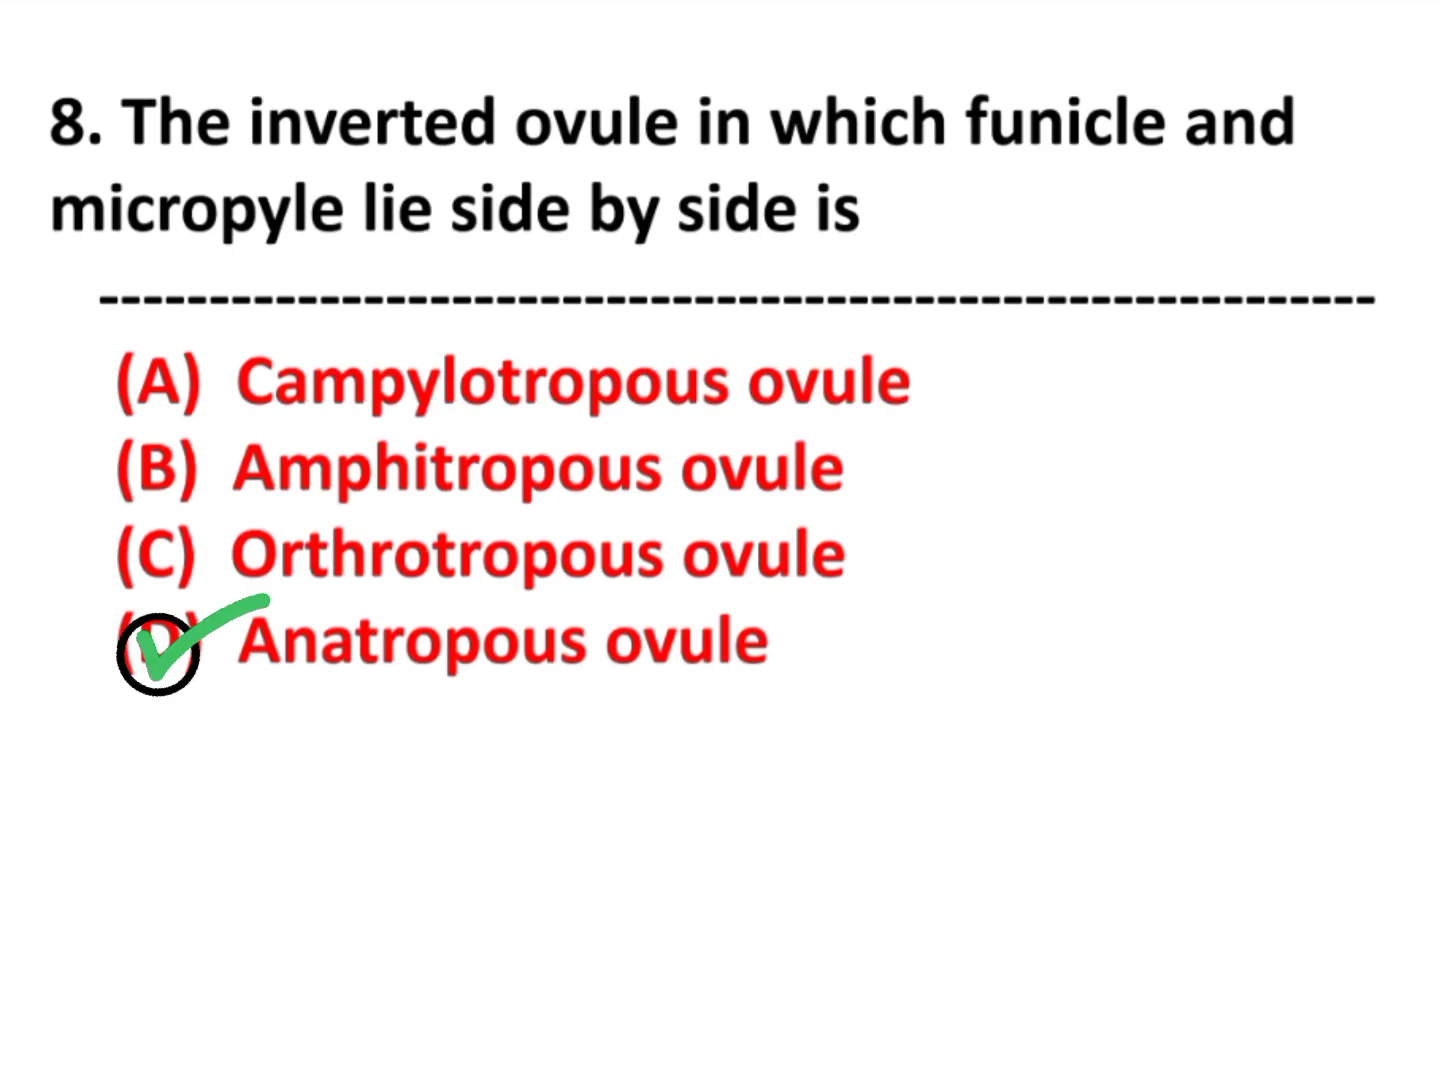 8. The inverted ovule in which funicle and
micropyle lie side by side is
----------------------------------------------------------
(A) Campylotropous ovule
(B) Amphitropous ovule
(C) Orthrotropous ovule
(D) Anatropous ovule